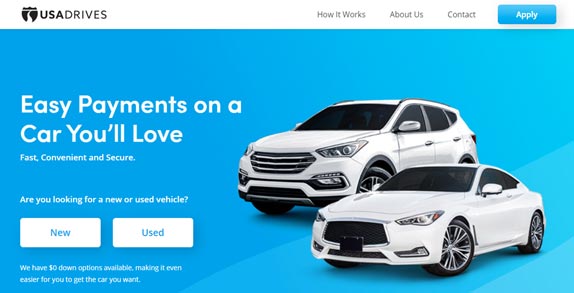 USADRIVES
How It Works
About Us
Contact
Apply
Easy Payments on a
Car You'll Love
Fast, Convenient and Secure.
Are you looking for a new or used vehicle?
New
Used
We have $0 down options available, making it even
easier for you to get the car you want.